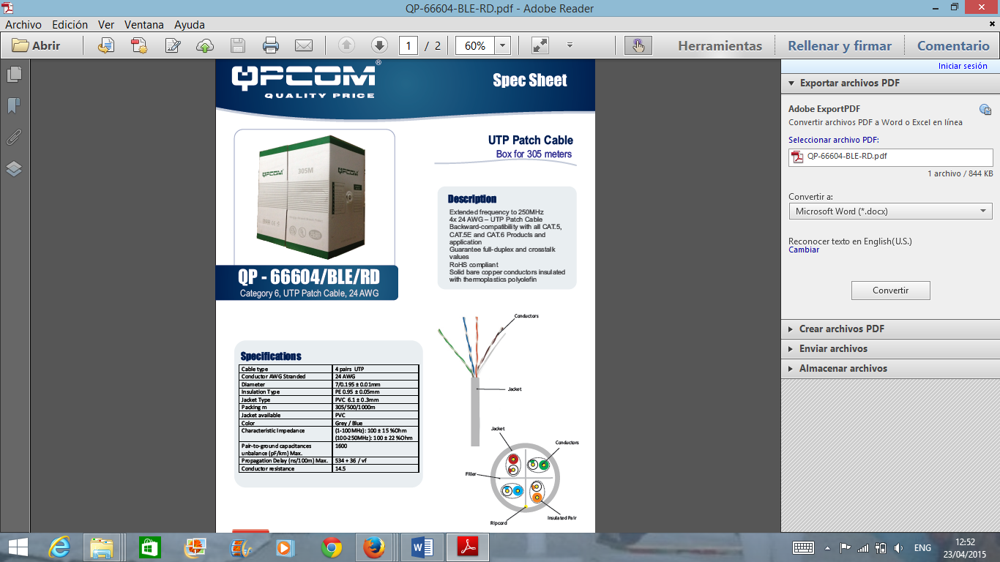 QP-66604-BLE-RD.pdf - Adobe Reader
Archivo Edición Ver Ventana Ayuda
Abrir
1 / 2
60%
Herramientas
Rellenar y firmar
Comentario
QPCOM®
QUALITY PRICE
Spec Sheet
UTP Patch Cable
Box for 305 meters
QPCOM
305M
QPCOM
QP - 66604/BLE/RD
Category 6, UTP Patch Cable, 24 AWG
Description
Extended frequency to 250MHz
4x 24 AWG – UTP Patch Cable
Backward-compatibility with all CAT.5,
CAT.5E and CAT.6 Products and
application
Guarantee full-duplex and crosstalk
values
RoHS compliant
Solid bare copper conductors insulated
with thermoplastics polyolefin
Specifications
Cable type 4 pairs UTP
Conductor AWG Stranded 24 AWG
Diameter 7/0.195 ± 0.01mm
Insulation Type PE 0.95 ± 0.05mm
Jacket Type PVC 6.1 ± 0.3mm
Packing m 305/500/1000m
Jacket available PVC
Color Grey / Blue
Characteristic Impedance (1-100MHz): 100 ± 15 %Ohm
(100-250MHz): 100 ± 22 %Ohm
Pair-to-ground capacitances 1600
unbalance (pF/km) Max.
Propagation Delay (ns/100m) Max. 534 + 36 / vf
Conductor resistance 14.5
Conductors
Jacket
Jacket
Conductors
Filler
Insulated Pair
Ripcord
Iniciar sesión
Exportar archivos PDF
Adobe ExportPDF
Convertir archivos PDF a Word o Excel en línea
Seleccionar archivo PDF:
QP-66604-BLE-RD.pdf
1 archivo / 844 KB
Convertir a:
Microsoft Word (*.docx)
Reconocer texto en English(U.S.)
Cambiar
Convertir
Crear archivos PDF
Enviar archivos
Almacenar archivos
ENG
12:52
23/04/2015